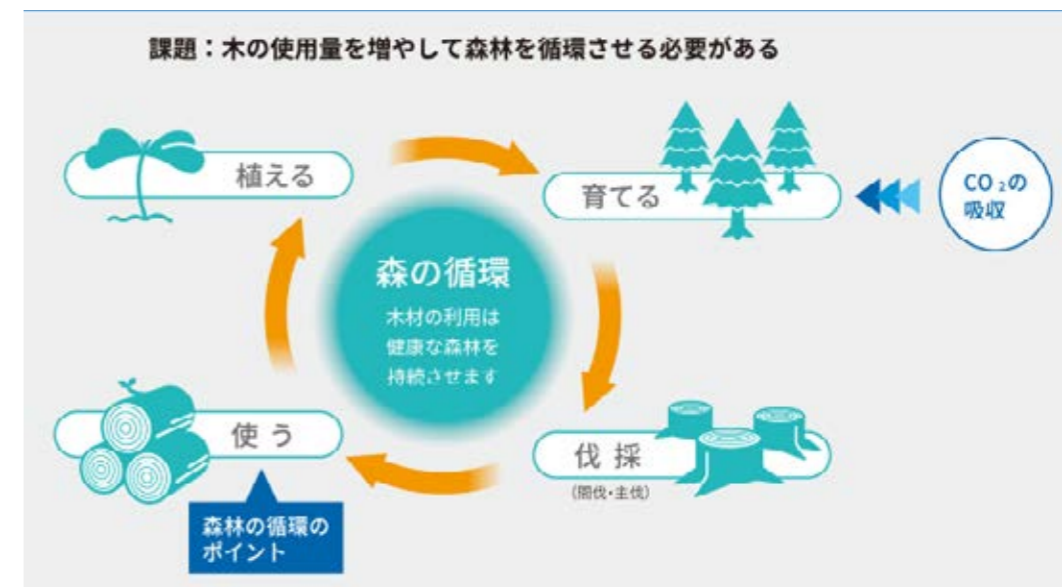 課題：木の使用量を増やして森林を循環させる必要がある
植える
育てる
CO₂の
吸収
森の循環
木材の利用は
健康な森林を
持続させます
使う
伐採
（間伐・主伐）
森林の循環の
ポイント